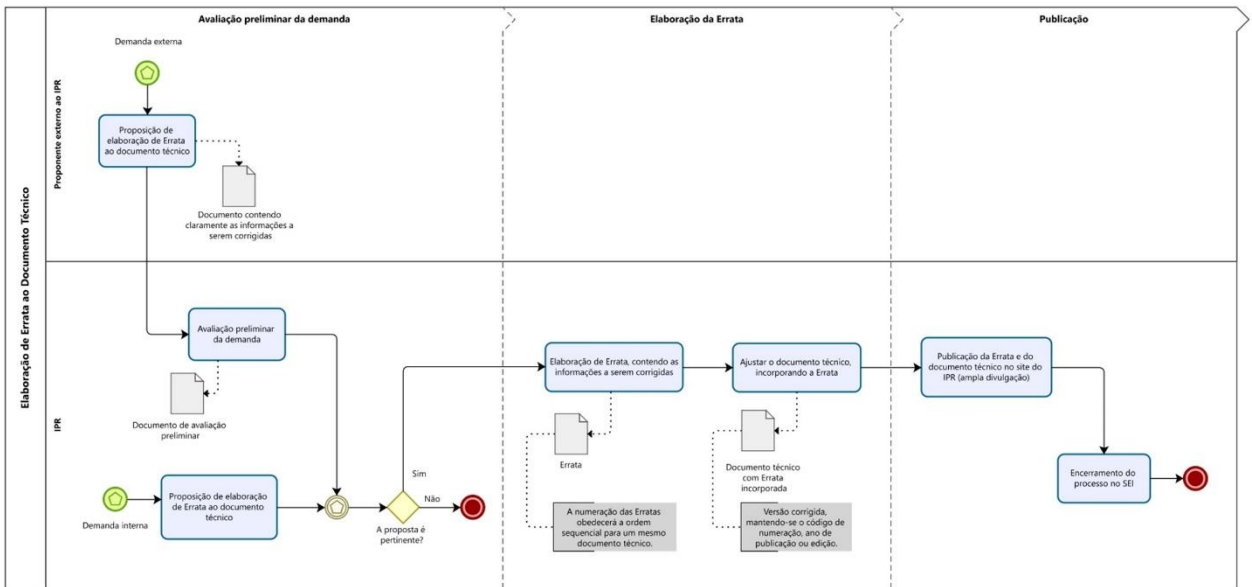 Avaliação preliminar da demanda
Elaboração da Errata
Publicação
Elaboração de Errata ao Documento Técnico
Proponente externo ao IPR
Demanda externa
Proposição de
elaboração de Errata
ao documento técnico
Documento contendo
claramente as informações a
serem corrigidas
IPR
Avaliação preliminar
da demanda
Documento de avaliação
preliminar
Demanda interna
Proposição de elaboração
de Errata ao documento
técnico
A proposta é
pertinente?
Sim
Não
Elaboração de Errata, contendo as
informações a serem corrigidas
Errata
A numeração das Erratas
obedecerá a ordem
sequencial para um mesmo
documento técnico.
Ajustar o documento técnico,
incorporando a Errata
Documento técnico
com Errata
incorporada
Versão corrigida,
mantendo-se o código de
numeração, ano de
publicação ou edição.
Publicação da Errata e do
documento técnico no site do
IPR (ampla divulgação)
Encerramento do
processo no SEI